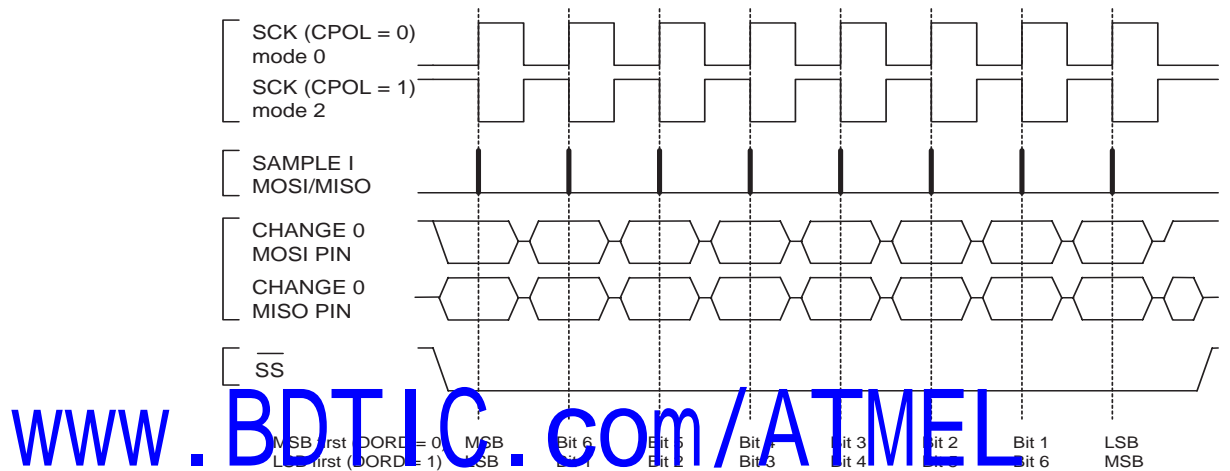 SCK (CPOL = 0)
mode 0
SCK (CPOL = 1)
mode 2
SAMPLE I
MOSI/MISO
CHANGE 0
MOSI PIN
CHANGE 0
MISO PIN
SS
www.BDTIC.com/ATMEL
MSB first (DORD = 0) MSB Bit 6 Bit 5 Bit 4 Bit 3 Bit 2 Bit 1 LSB
LSB first (DORD = 1) LSB Bit 1 Bit 2 Bit 3 Bit 4 Bit 5 Bit 6 MSB